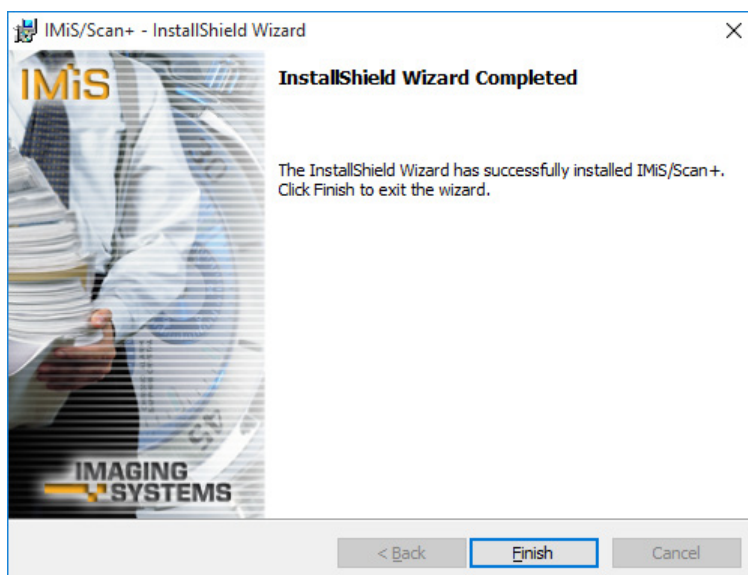 IMiS/Scan+ - InstallShield Wizard
IMiS
InstallShield Wizard Completed
The InstallShield Wizard has successfully installed IMiS/Scan+.
Click Finish to exit the wizard.
45
IMAGING
SYSTEMS
< Back
Finish
Cancel